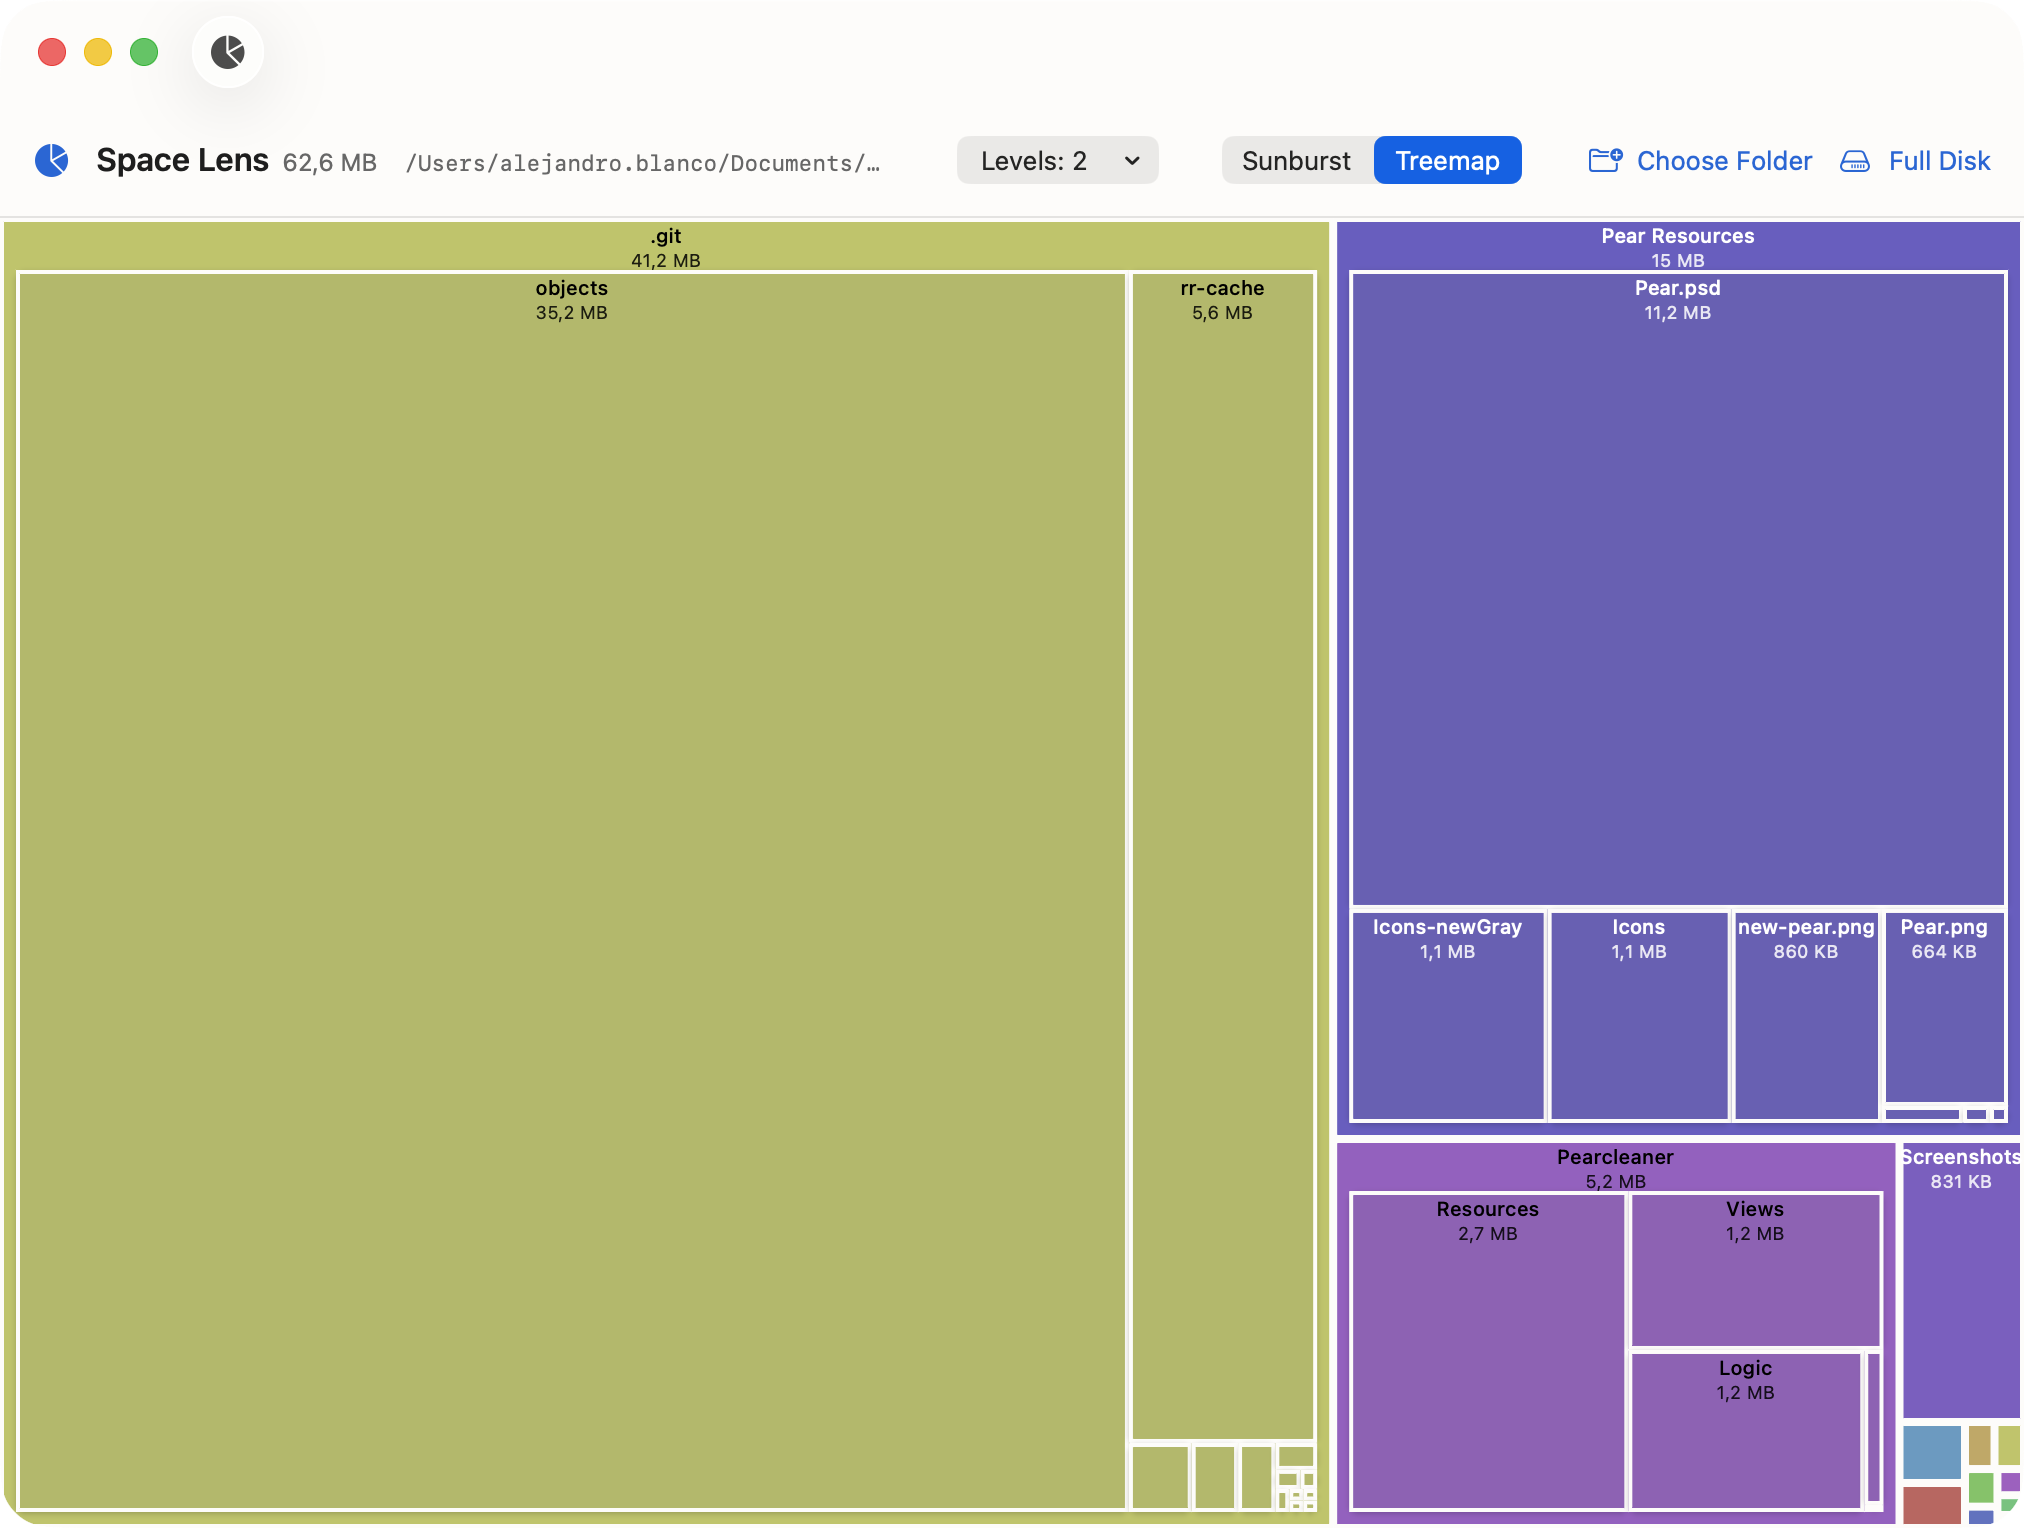 Space Lens 62,6 MB /Users/alejandro.blanco/Documents/… Levels: 2 Sunburst Treemap Choose Folder Full Disk
.git
41,2 MB
objects
35,2 MB
rr-cache
5,6 MB
Pear Resources
15 MB
Pear.psd
11,2 MB
Icons-newGray
1,1 MB
Icons
1,1 MB
new-pear.png
860 KB
Pear.png
664 KB
Pearcleaner
5,2 MB
Resources
2,7 MB
Views
1,2 MB
Logic
1,2 MB
Screenshots
831 KB